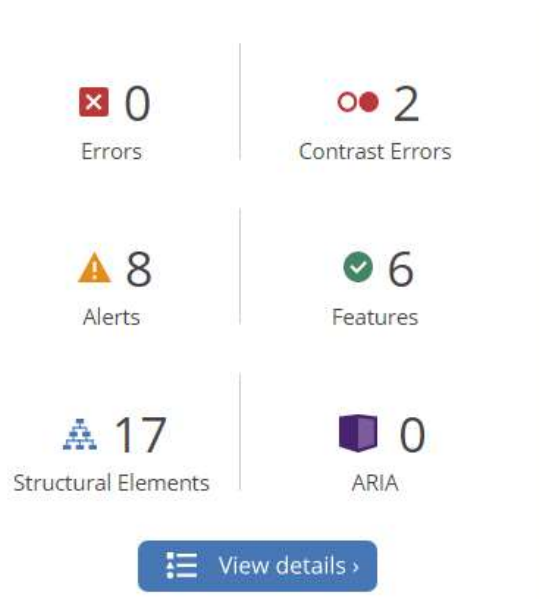 0
2
Errors
Contrast Errors
8
6
Alerts
Features
17
0
Structural Elements
ARIA
View details ›